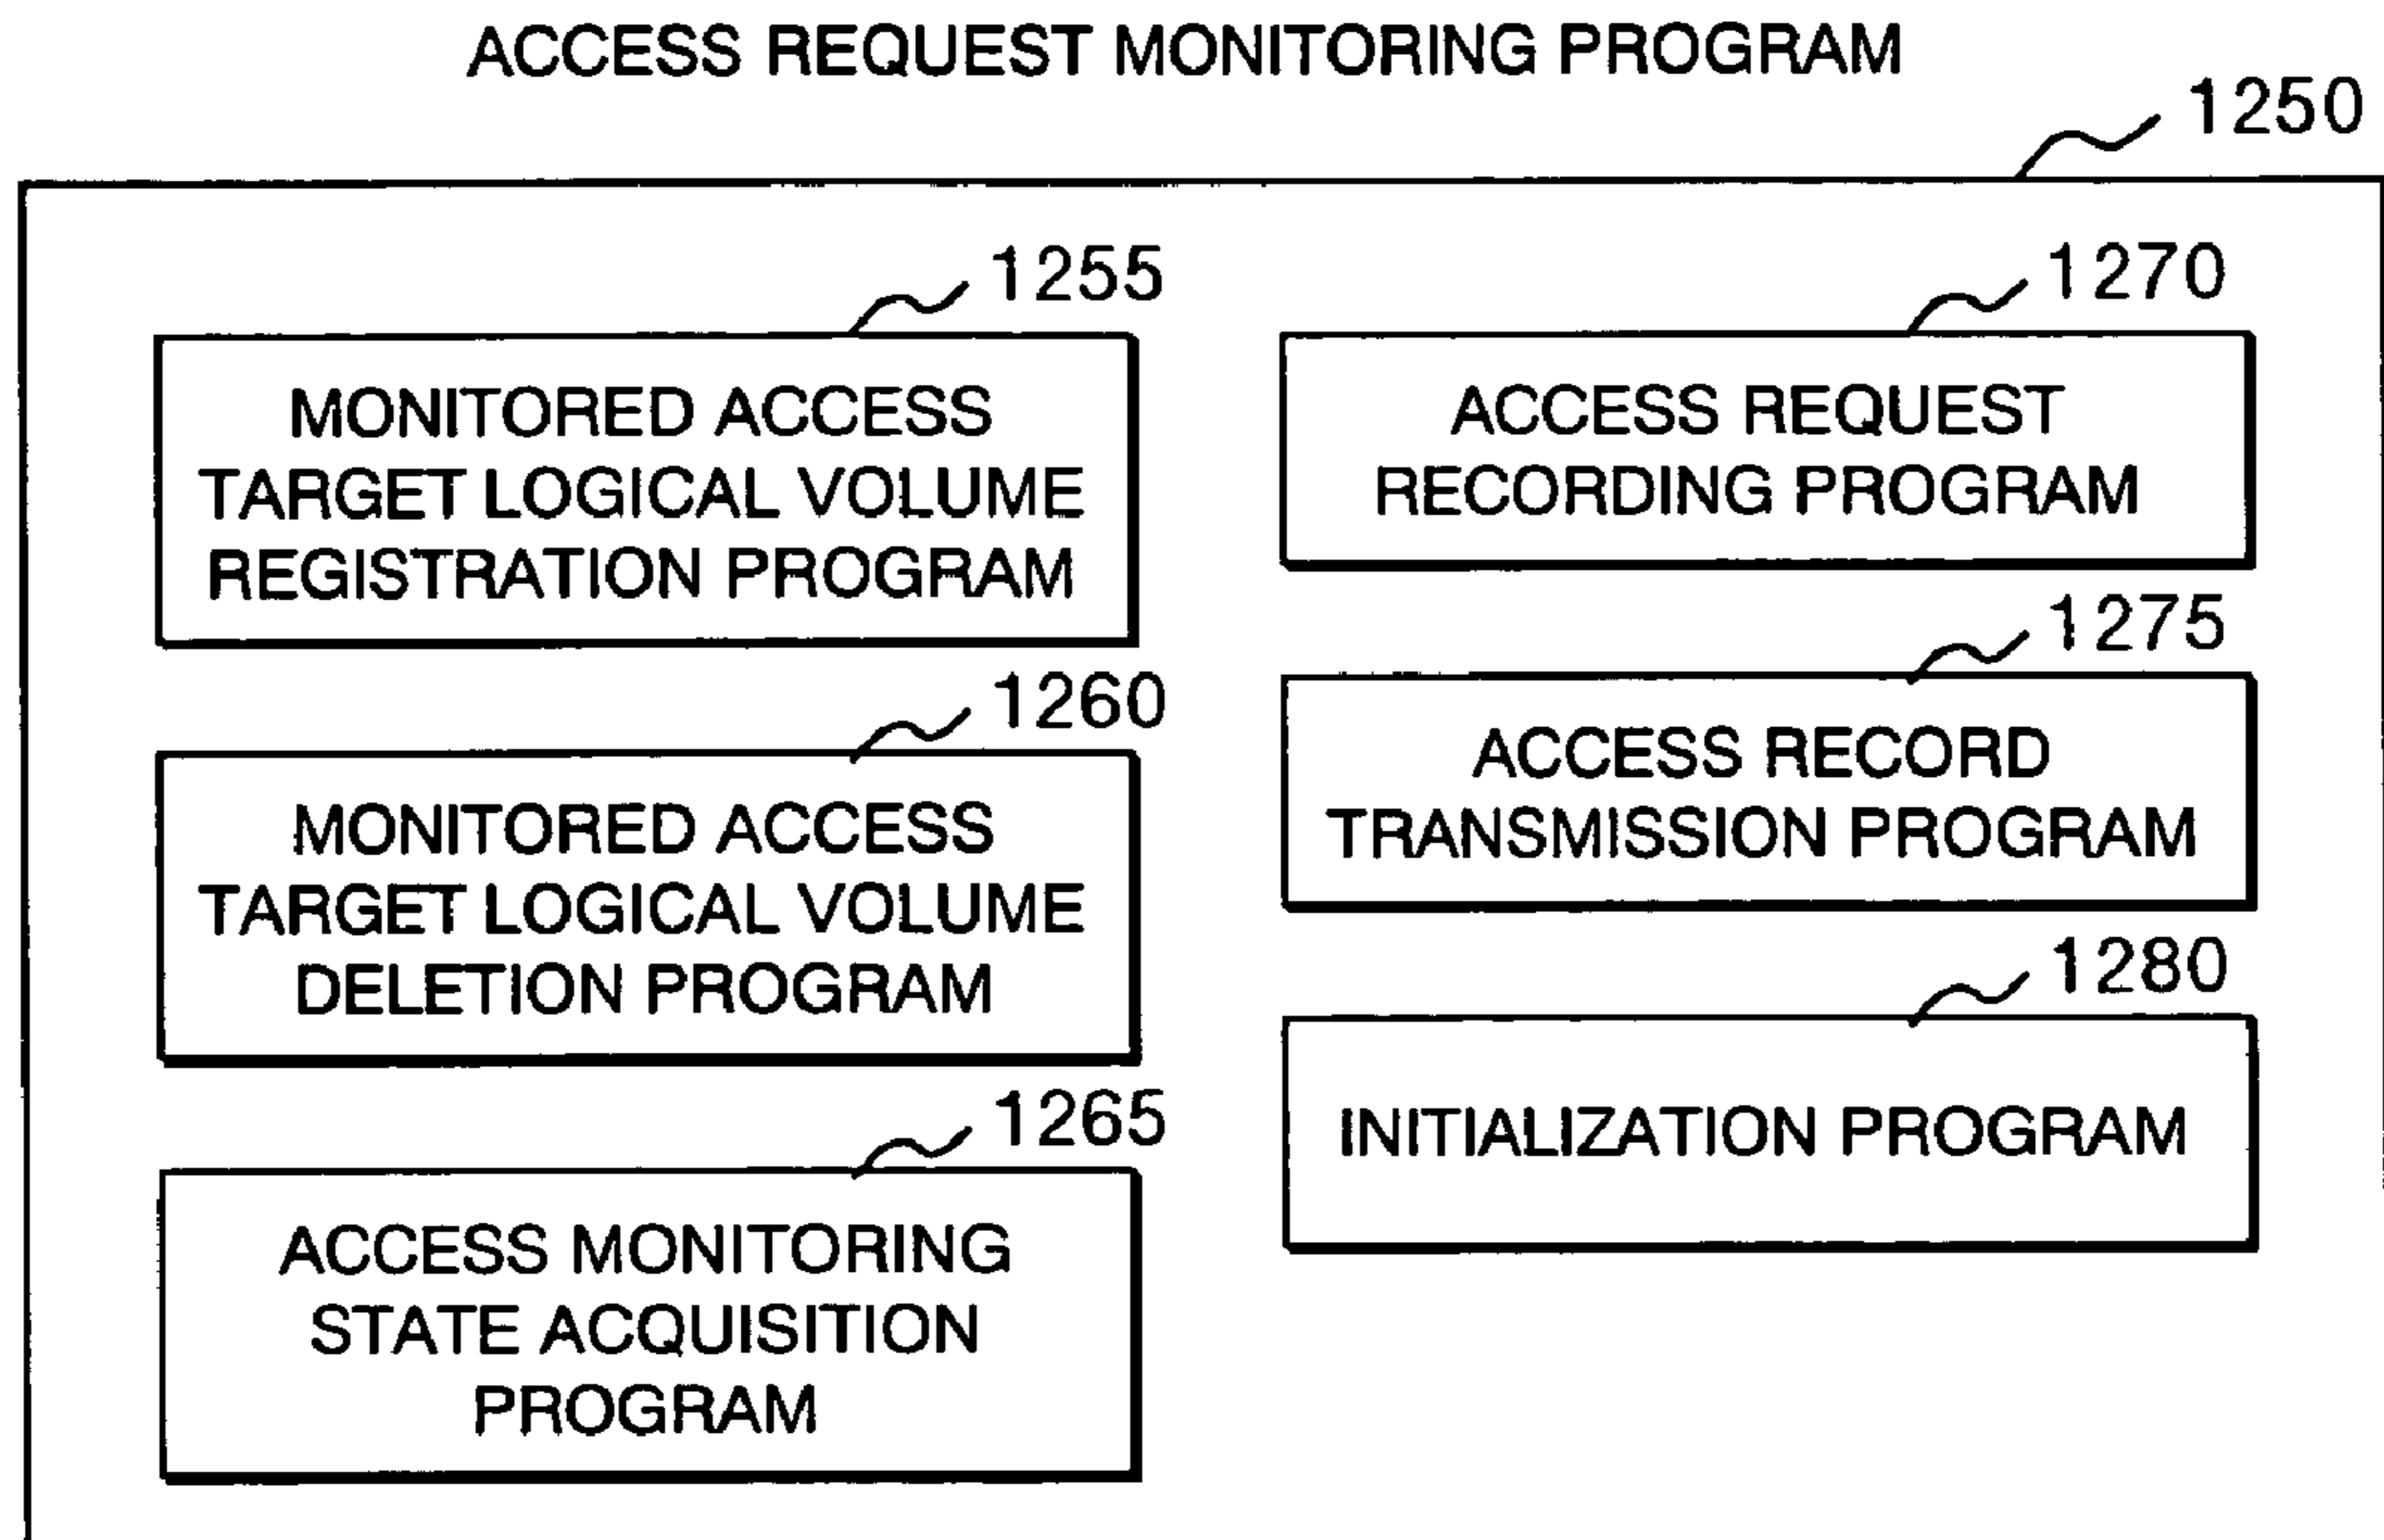 ACCESS REQUEST MONITORING PROGRAM
1250
1255
MONITORED ACCESS
TARGET LOGICAL VOLUME
REGISTRATION PROGRAM
1260
MONITORED ACCESS
TARGET LOGICAL VOLUME
DELETION PROGRAM
1265
ACCESS MONITORING
STATE ACQUISITION
PROGRAM
1270
ACCESS REQUEST
RECORDING PROGRAM
1275
ACCESS RECORD
TRANSMISSION PROGRAM
1280
INITIALIZATION PROGRAM